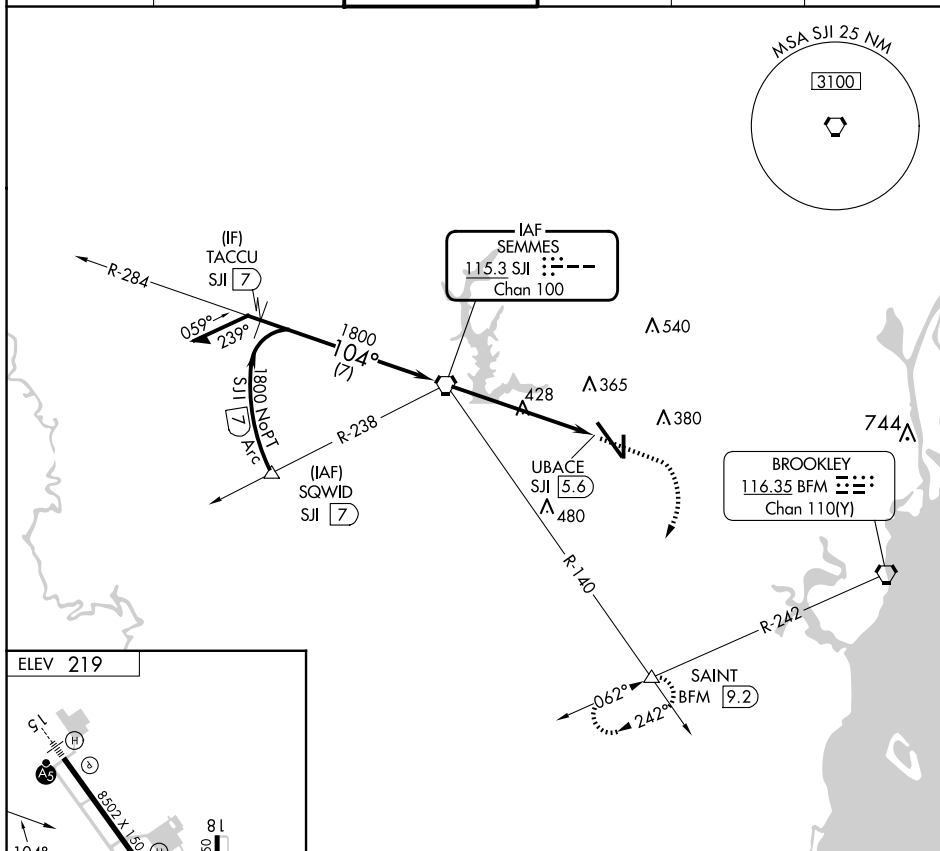 MSA SJI 25 NM
3100
(IF)
TACCU
SJI 7
R-284
059°
239°
1800 NoPT
SJI 7 Arc
1800
104°
(7)
IAF
SEMMES
115.3 SJI
Chan 100
R-238
(IAF)
SQWID
SJI 7
540
365
428
380
744
UBACE
SJI 5.6
480
BROOKLEY
116.35 BFM
Chan 110(Y)
R-140
R-242
SAINT
BFM 9.2
062°
242°
ELEV 219
15
H
P
A5
8502 X 150
18
104°